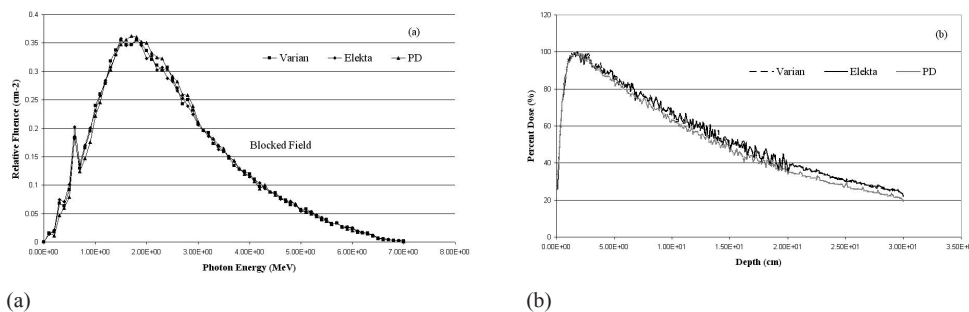 0.4
0.35
0.3
0.25
0.2
0.15
0.1
0.05
0
Relative Fluence (cm-2)
(a)
Varian Elekta PD
Blocked Field
0.00E+00 1.00E+00 2.00E+00 3.00E+00 4.00E+00 5.00E+00 6.00E+00 7.00E+00 8.00E+00
Photon Energy (MeV)
120
100
80
60
40
20
0
Percent Dose (%)
(b)
Varian Elekta PD
0.00E+00 5.00E+00 1.00E+01 1.50E+01 2.00E+01 2.50E+01 3.00E+01 3.50E+01
Depth (cm)
(a) (b)